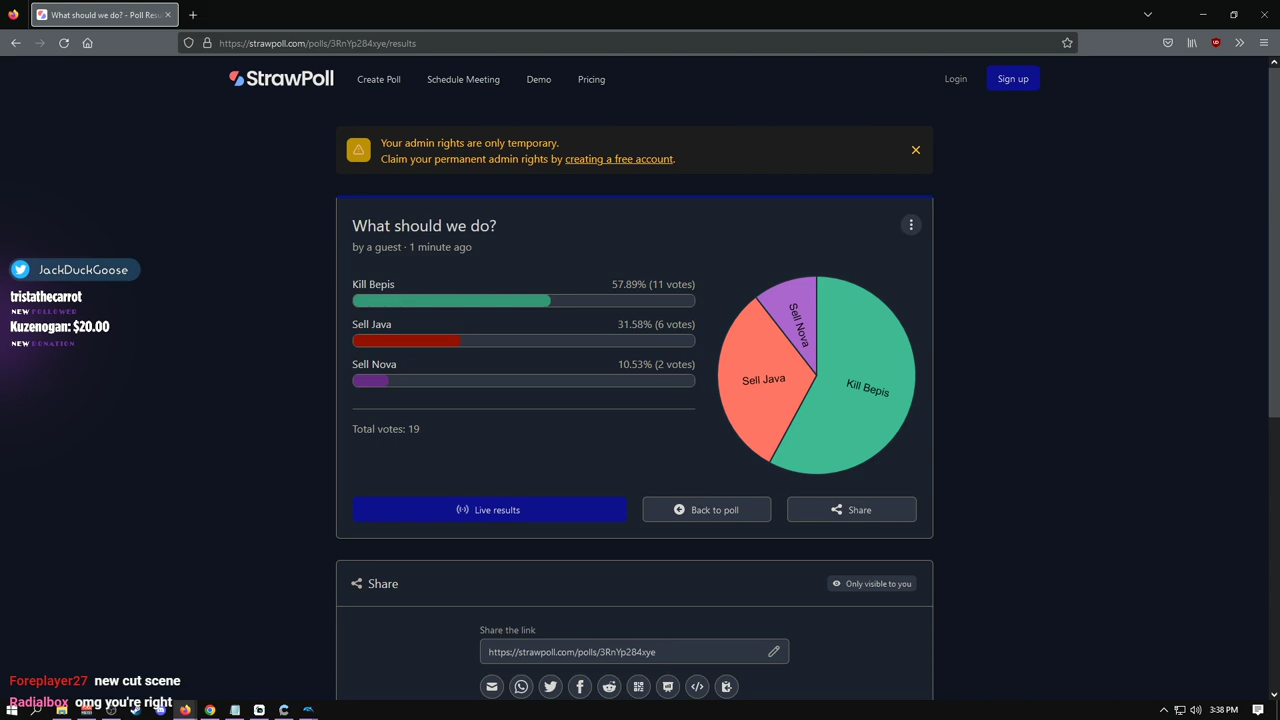 What should we do? - Poll Resu
https://strawpoll.com/polls/3RnYp284xye/results
StrawPoll
Create Poll
Schedule Meeting
Demo
Pricing
Login
Sign up
Your admin rights are only temporary.
Claim your permanent admin rights by creating a free account.
What should we do?
by a guest · 1 minute ago
Kill Bepis
57.89% (11 votes)
Sell Java
31.58% (6 votes)
Sell Nova
10.53% (2 votes)
Total votes: 19
Sell Nova
Sell Java
Kill Bepis
Live results
Back to poll
Share
JackDuckGoose
tristathecarrot
NEW FOLLOWER
Kuzenogan: $20.00
NEW DONATION
Share
Only visible to you
Share the link
https://strawpoll.com/polls/3RnYp284xye
Foreplayer27 new cut scene
Radialbox omg you're right
3:38 PM